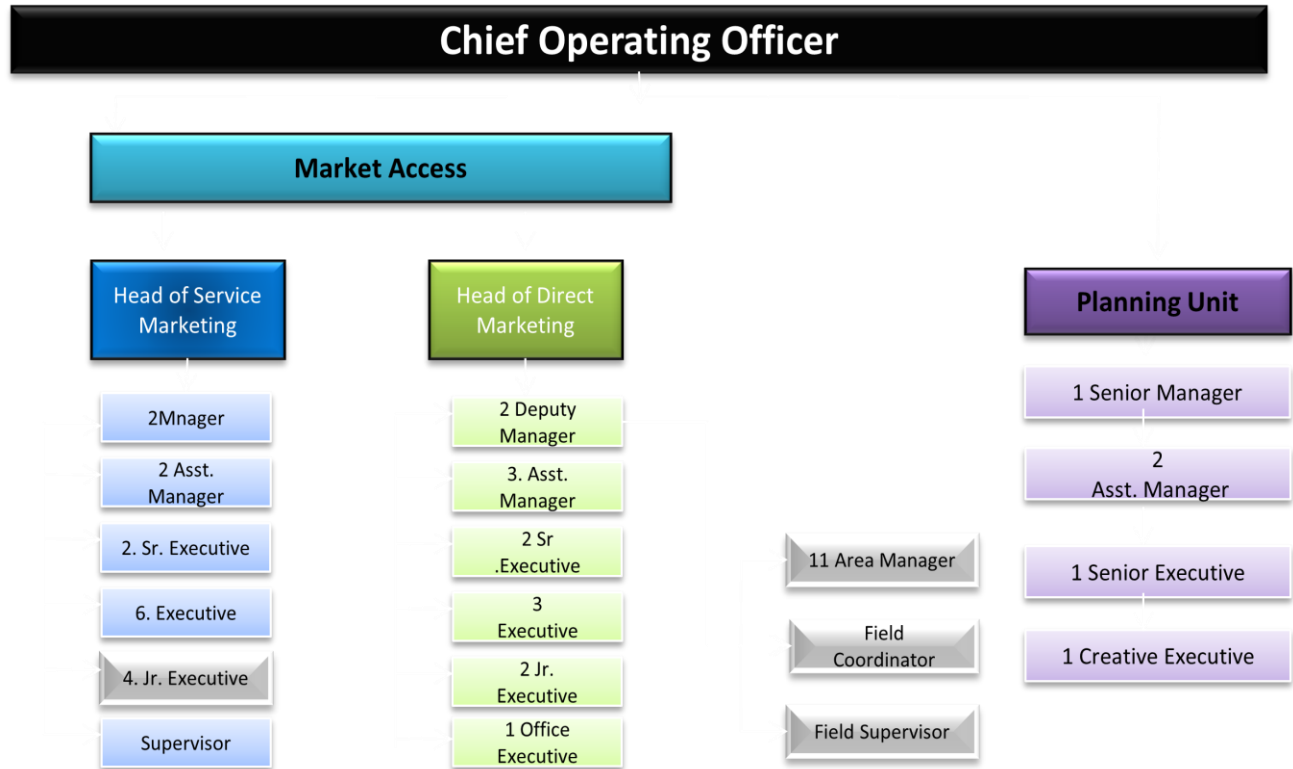 Chief Operating Officer
Market Access
Head of Service
Marketing
2Mnager
2 Asst.
Manager
2. Sr. Executive
6. Executive
4. Jr. Executive
Supervisor
Head of Direct
Marketing
2 Deputy
Manager
3. Asst.
Manager
2 Sr
.Executive
3
Executive
2 Jr.
Executive
1 Office
Executive
11 Area Manager
Field
Coordinator
Field Supervisor
Planning Unit
1 Senior Manager
2
Asst. Manager
1 Senior Executive
1 Creative Executive